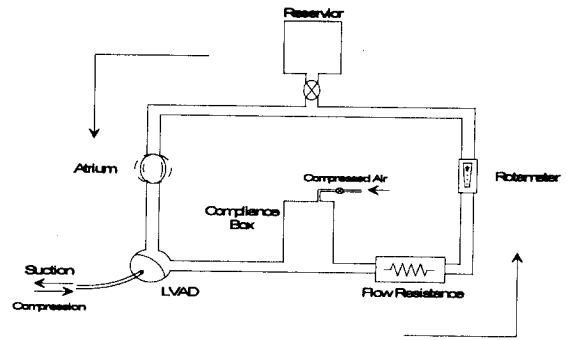 Reservior
Atrium
Compressed Air
Rotameter
Compliance
Box
Suction
Compression
LVAD
Flow Resistance